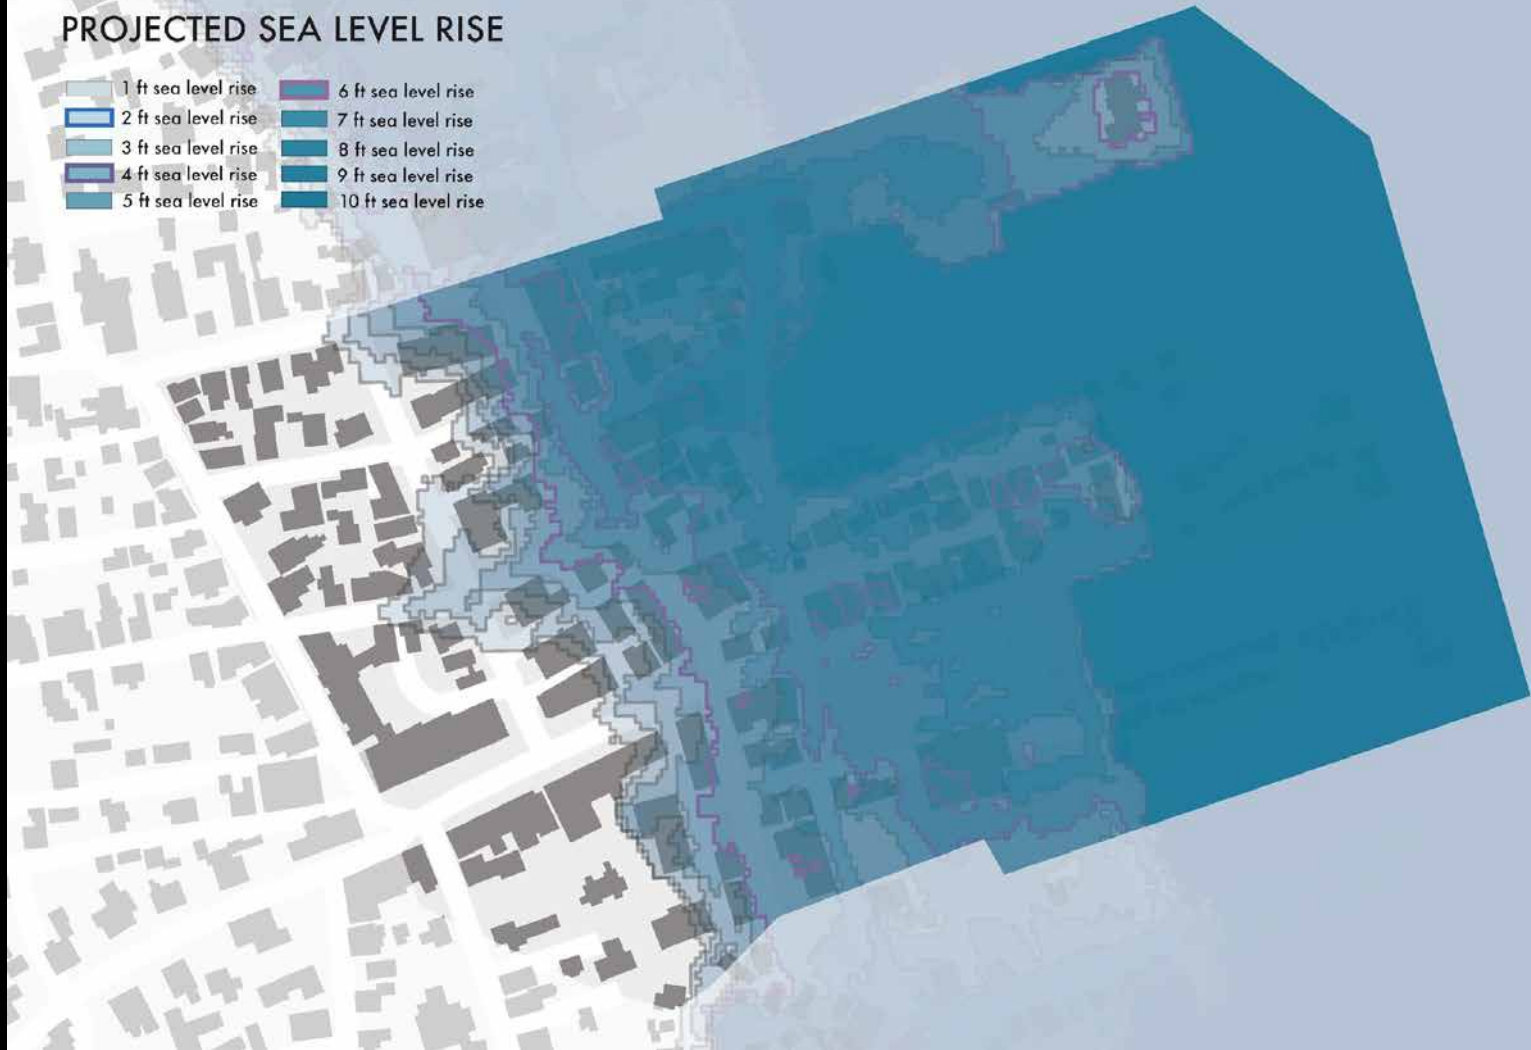 PROJECTED SEA LEVEL RISE
1 ft sea level rise
2 ft sea level rise
3 ft sea level rise
4 ft sea level rise
5 ft sea level rise
6 ft sea level rise
7 ft sea level rise
8 ft sea level rise
9 ft sea level rise
10 ft sea level rise